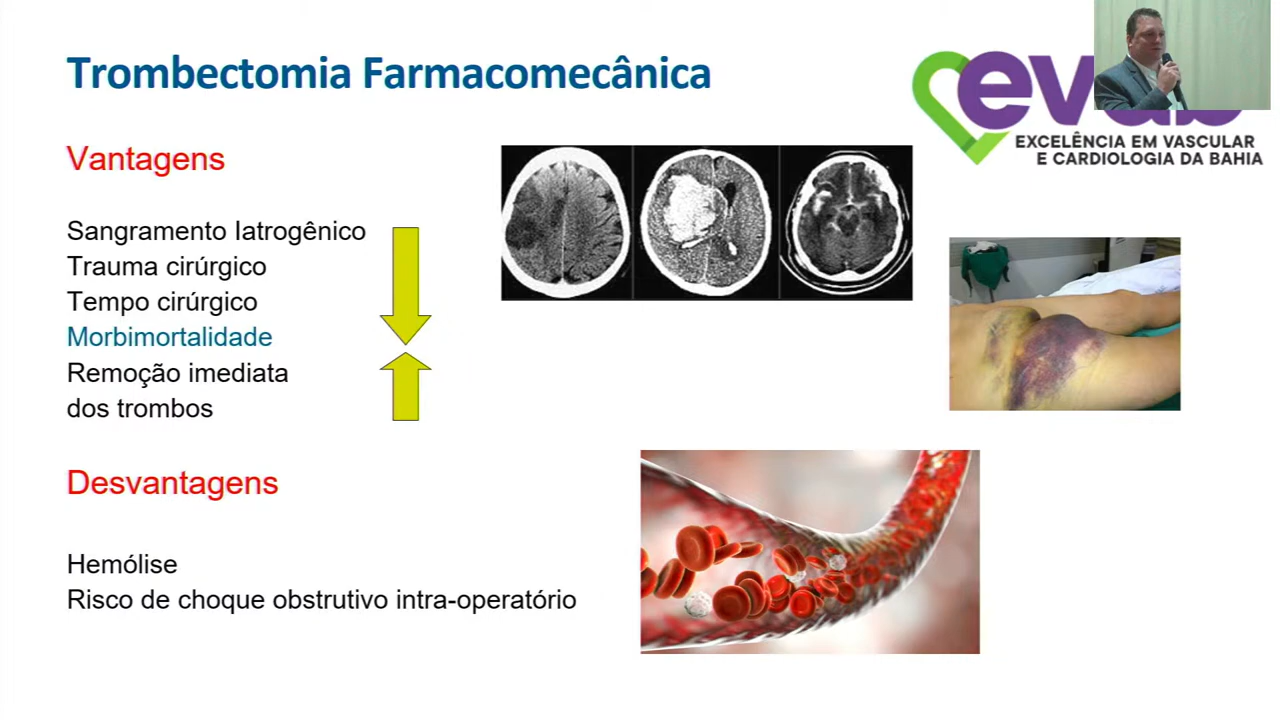 Trombectomia Farmacomecânica
Vantagens
Sangramento Iatrogênico
Trauma cirúrgico
Tempo cirúrgico
Morbimortalidade
Remoção imediata
dos trombos
Desvantagens
Hemólise
Risco de choque obstrutivo intra-operatório
EXCELÊNCIA EM VASCULAR
E CARDIOLOGIA DA BAHIA